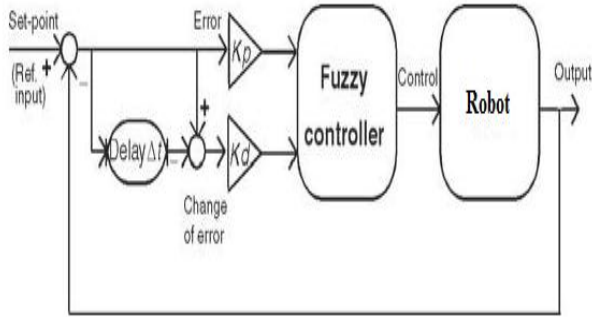 Set-point
+
(Ref.
input)
–
Error
Kp
Fuzzy
controller
Control
Robot
Output
+
Delay Δt
–
Kd
Change
of error